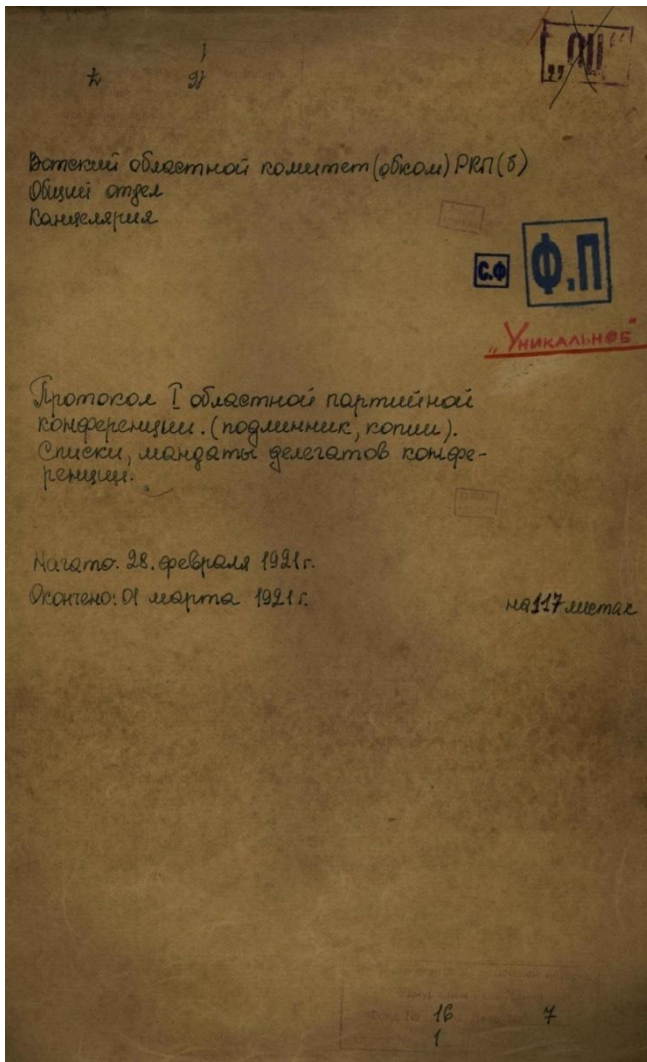 „ОЦ“
Вотский областной комитет (обком) РКП(б)
Общий отдел
Канцелярия
С.Ф
Ф.П
„Уникальное“
Протокол I областной партийной
конференции. (подлинник, копии).
Списки, мандаты делегатов конфе-
ренции.
Начато: 28. февраля 1921 г.
Окончено: 01 марта 1921 г.
на 117 листах
16 7
1